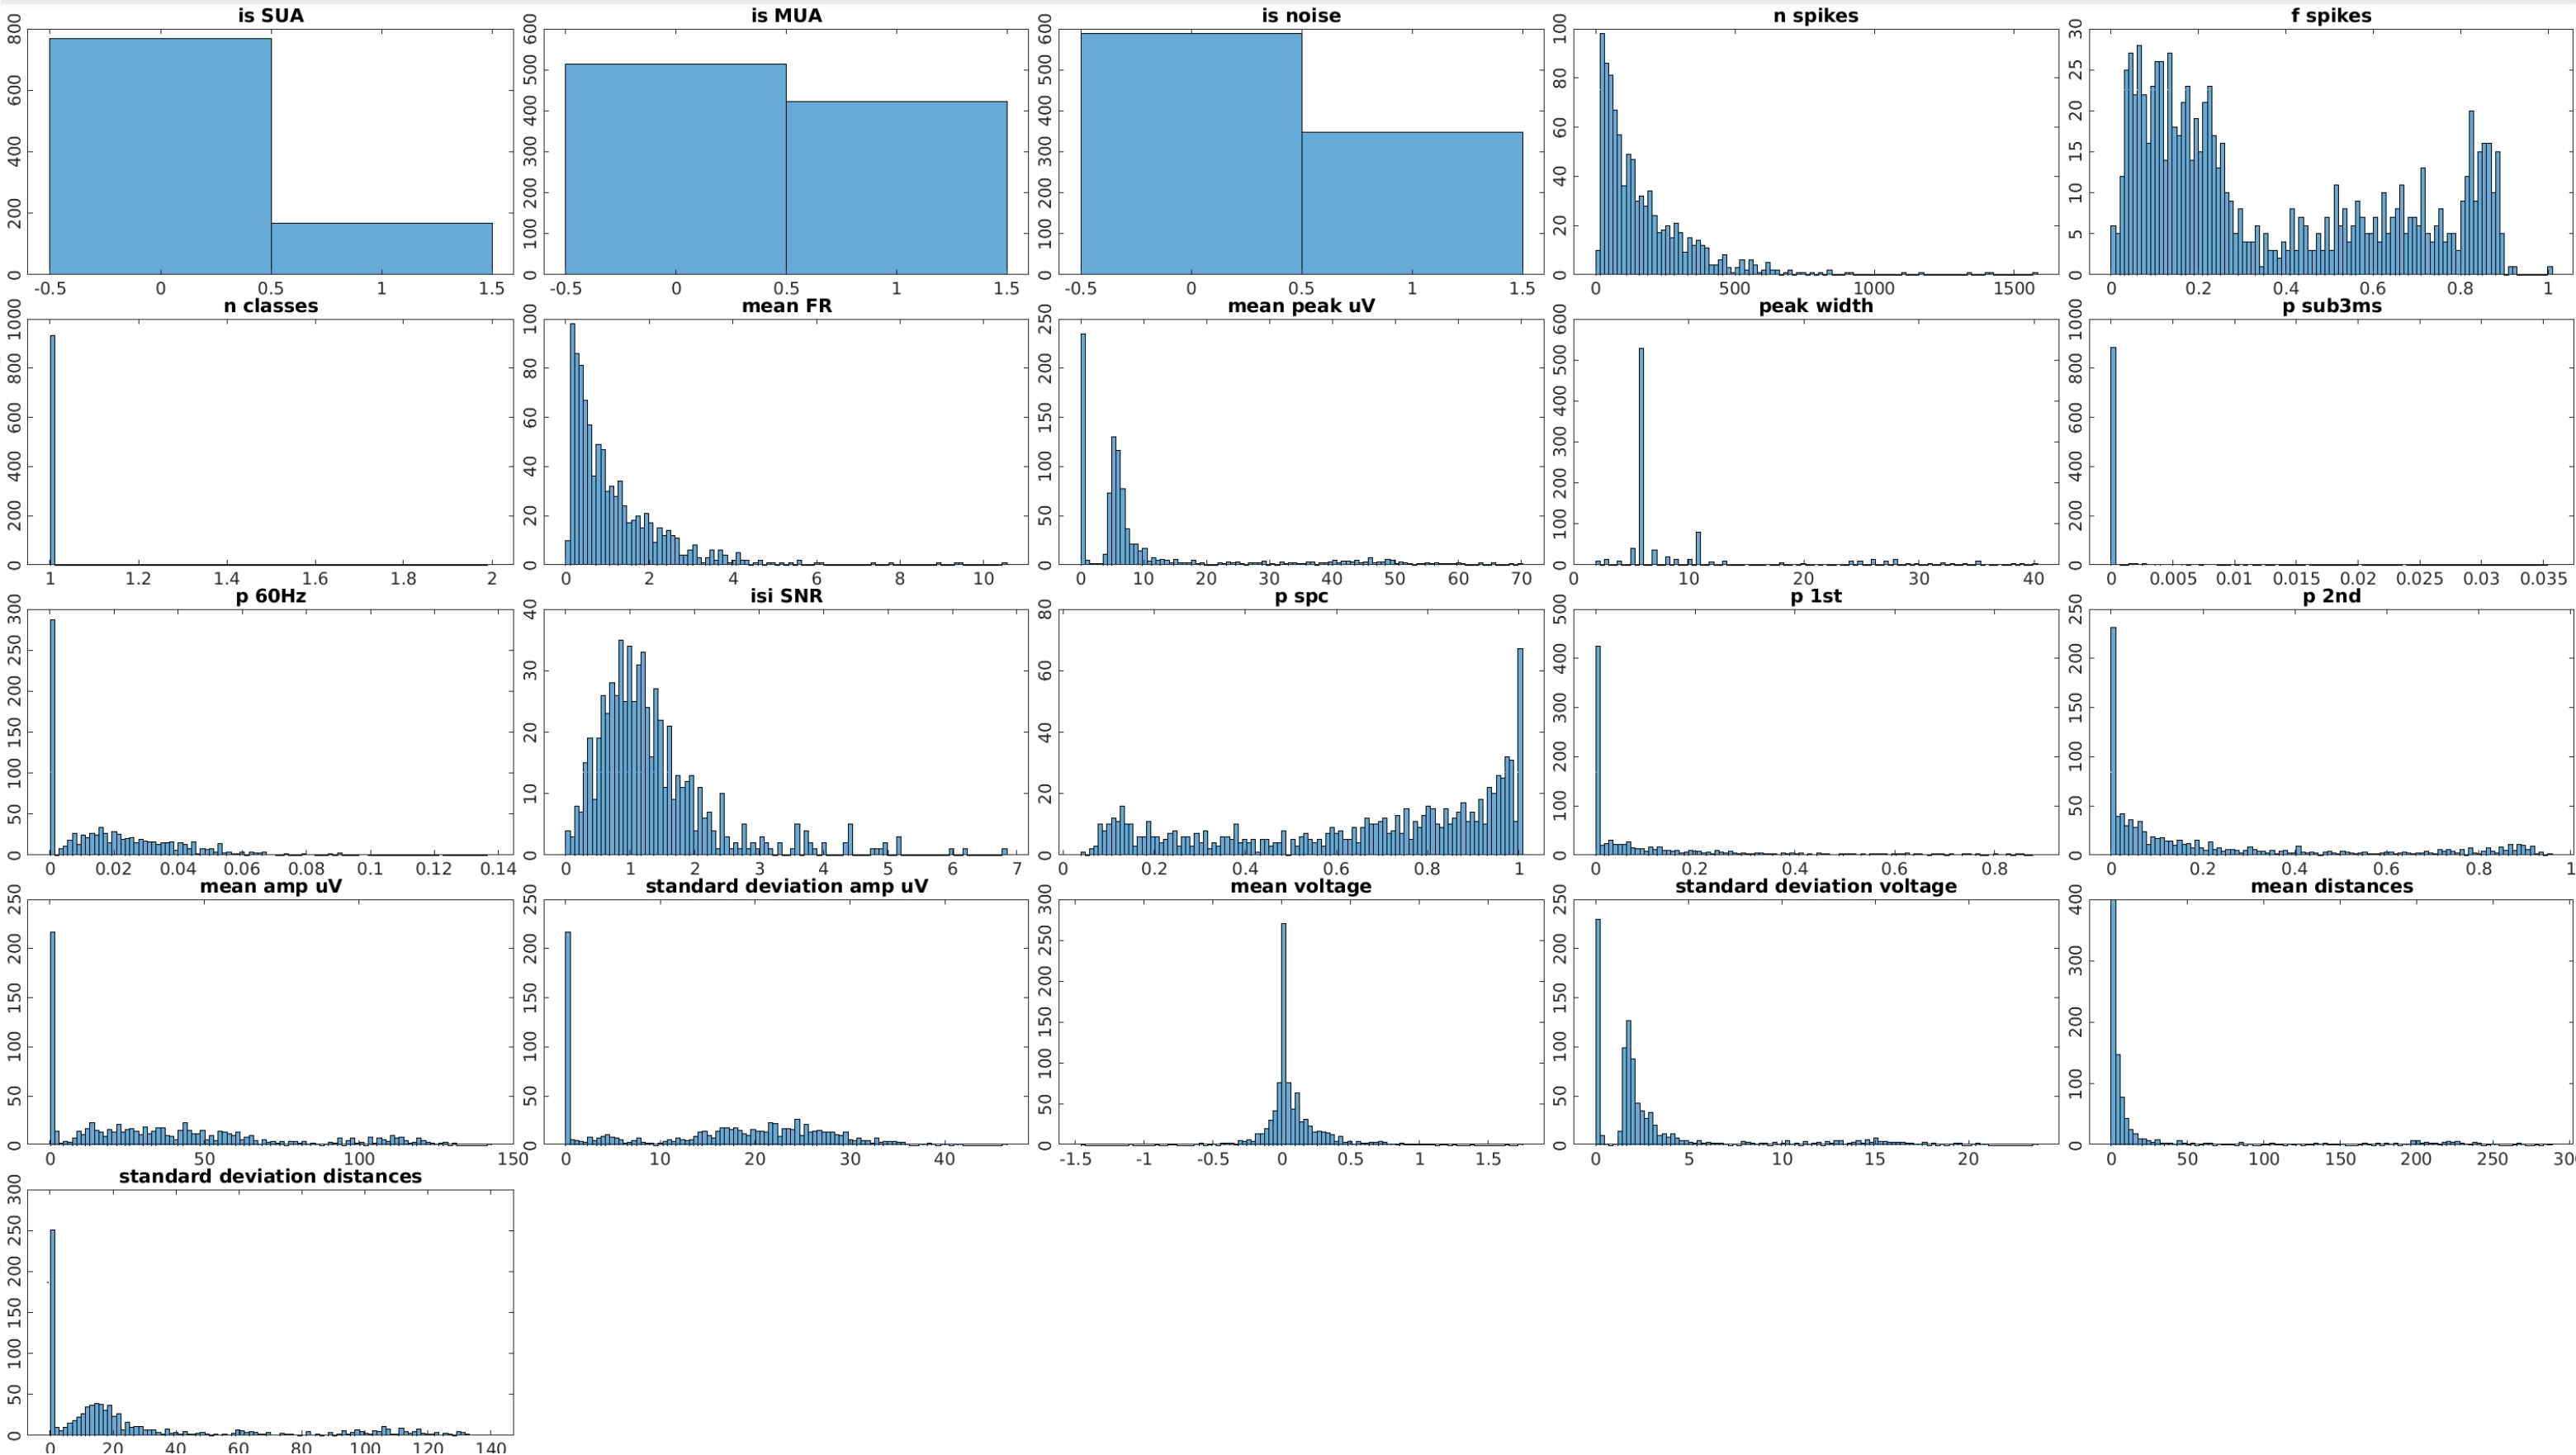 is SUA
is MUA
is noise
n spikes
f spikes
0 200 400 600 800
-0.5 0 0.5 1 1.5
0 100 200 300 400 500 600
-0.5 0 0.5 1 1.5
0 100 200 300 400 500 600
-0.5 0 0.5 1 1.5
0 20 40 60 80 100
0 500 1000 1500
0 5 10 15 20 25 30
0 0.2 0.4 0.6 0.8 1
n classes
mean FR
mean peak uV
peak width
p sub3ms
0 200 400 600 800 1000
1 1.2 1.4 1.6 1.8 2
0 20 40 60 80 100
0 2 4 6 8 10
0 50 100 150 200 250
0 10 20 30 40 50 60 70
0 100 200 300 400 500 600
0 10 20 30 40
0 200 400 600 800 1000
0 0.005 0.01 0.015 0.02 0.025 0.03 0.035
p 60Hz
isi SNR
p spc
p 1st
p 2nd
0 50 100 150 200 250 300
0 0.02 0.04 0.06 0.08 0.1 0.12 0.14
0 10 20 30 40
0 1 2 3 4 5 6 7
0 20 40 60 80
0 0.2 0.4 0.6 0.8 1
0 100 200 300 400 500
0 0.2 0.4 0.6 0.8
0 50 100 150 200 250
0 0.2 0.4 0.6 0.8 1
mean amp uV
standard deviation amp uV
mean voltage
standard deviation voltage
mean distances
0 50 100 150 200 250
0 50 100 150
0 50 100 150 200 250
0 10 20 30 40
0 50 100 150 200 250 300
-1.5 -1 -0.5 0 0.5 1 1.5
0 50 100 150 200 250
0 5 10 15 20
0 100 200 300 400
0 50 100 150 200 250 30
standard deviation distances
0 50 100 150 200 250 300
0 20 40 60 80 100 120 140